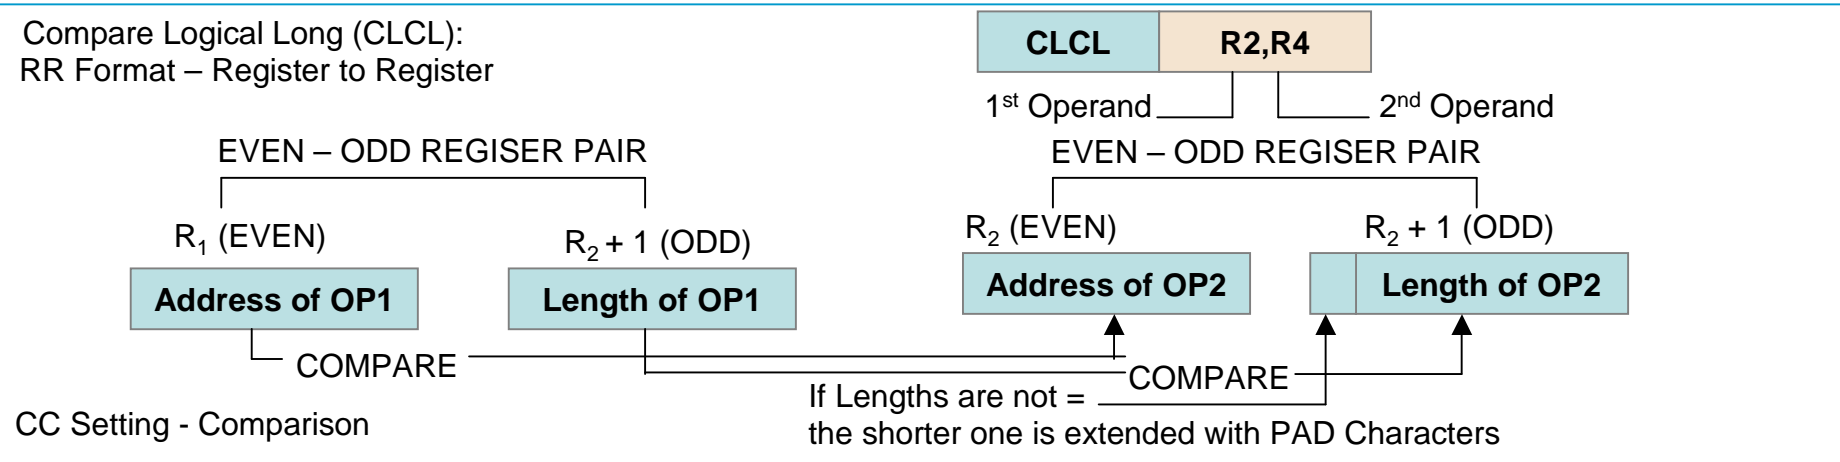 Compare Logical Long (CLCL):
RR Format – Register to Register
CLCL R2,R4
1st Operand 2nd Operand
EVEN – ODD REGISER PAIR EVEN – ODD REGISER PAIR
R1 (EVEN) R2 + 1 (ODD) R2 (EVEN) R2 + 1 (ODD)
Address of OP1 Length of OP1 Address of OP2 Length of OP2
COMPARE COMPARE
If Lengths are not =
the shorter one is extended with PAD Characters
CC Setting - Comparison